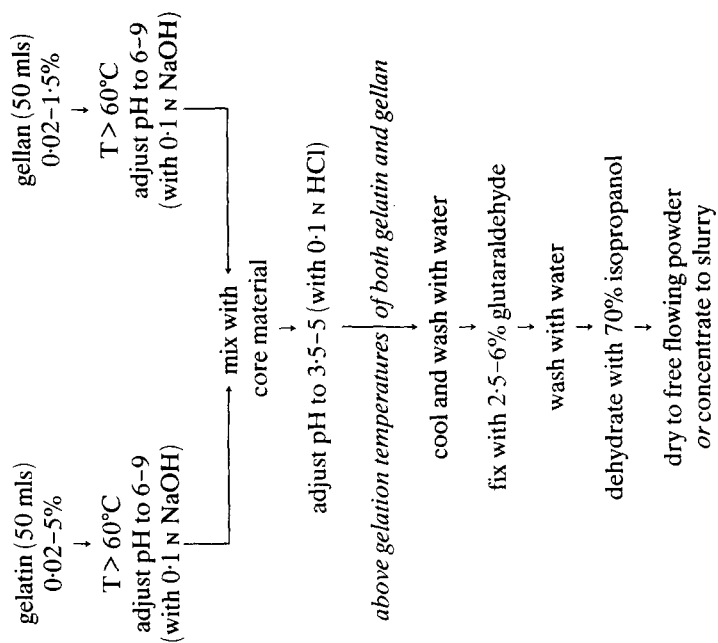 gelatin (50 mls)
0·02–5%
T > 60°C
adjust pH to 6–9
(with 0·1 N NaOH)
gellan (50 mls)
0·02–1·5%
T > 60°C
adjust pH to 6–9
(with 0·1 N NaOH)
mix with
core material
adjust pH to 3·5–5 (with 0·1 N HCl)
above gelation temperatures of both gelatin and gellan
cool and wash with water
fix with 2·5–6% glutaraldehyde
wash with water
dehydrate with 70% isopropanol
dry to free flowing powder
or concentrate to slurry